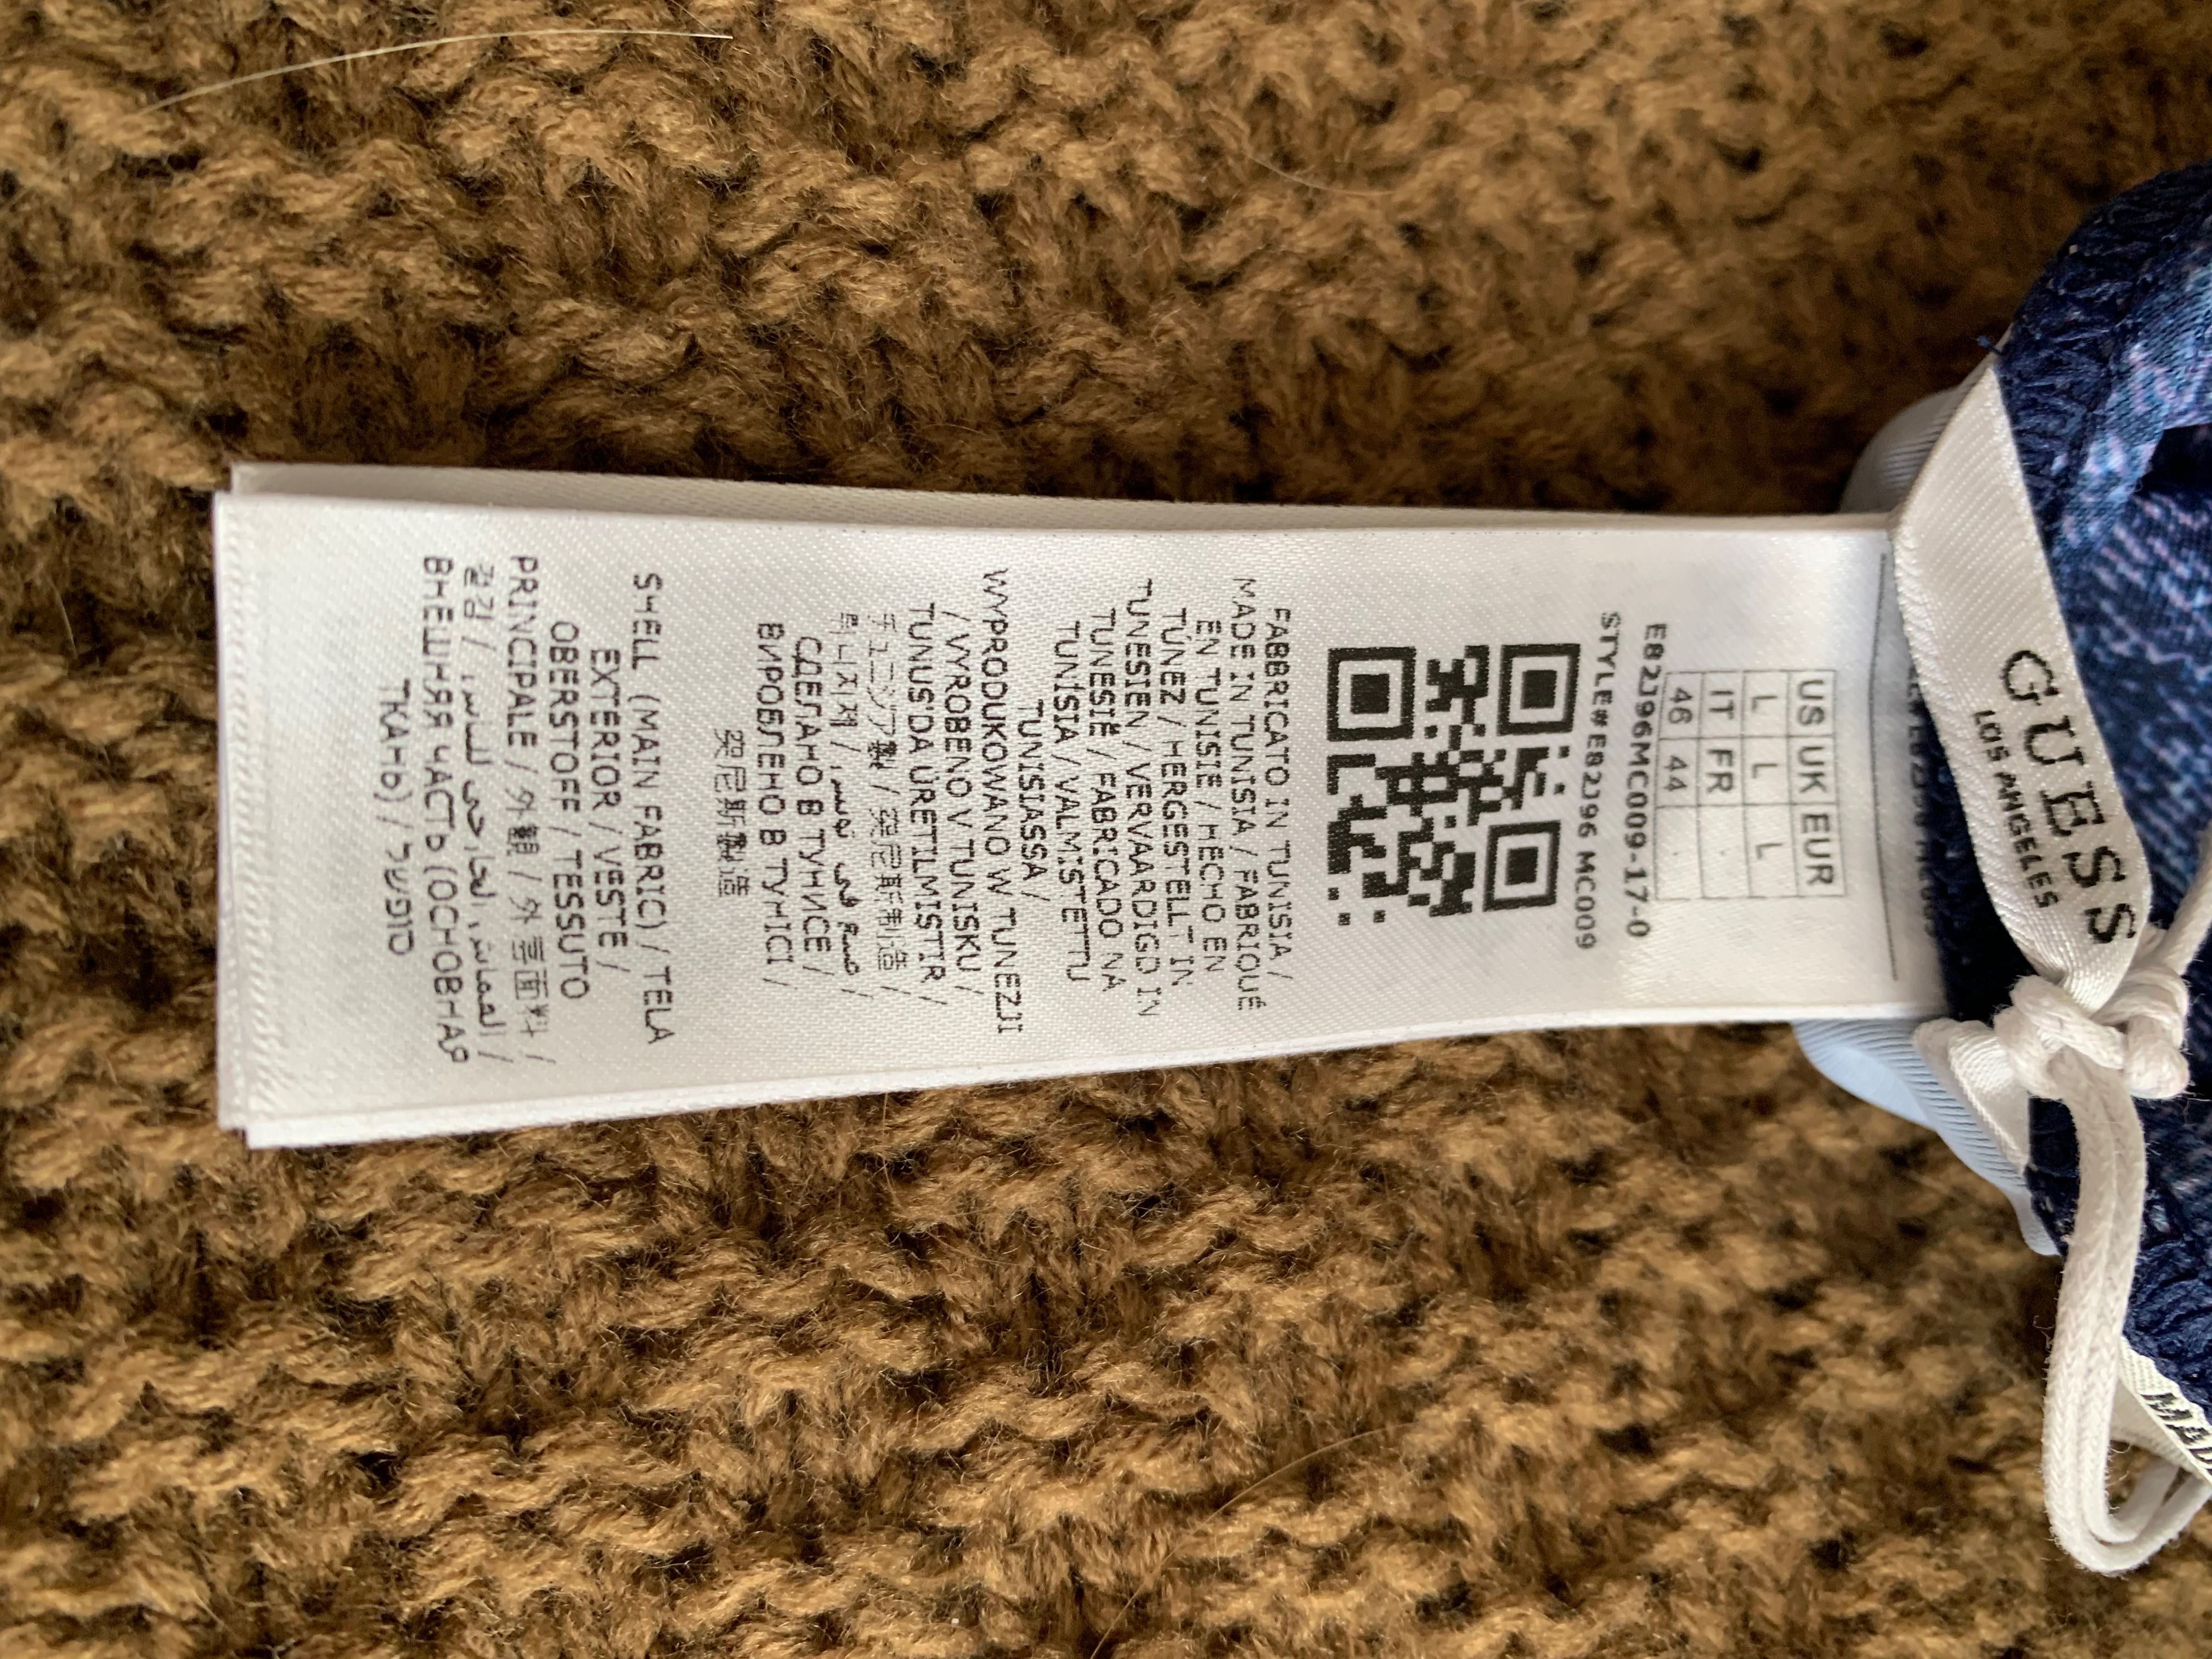 GUESS
LOS ANGELES
US UK EUR
L L L
IT FR
46 44
E82J96MC009-17-0
STYLE#E82J96 MC009
FABBRICATO IN TUNISIA /
MADE IN TUNISIA / FABRIQUÉ
EN TUNISIE / HECHO EN
TÚNEZ / HERGESTELLT IN
TUNESIEN / VERVAARDIGD IN
TUNESIË / FABRICADO NA
TUNÍSIA / VALMISTETTU
TUNISIASSA /
WYPRODUKOWANO W TUNEZJI
/ VYROBENO V TUNISKU /
TUNUS'DA ÜRETILMISTIR /
チュニジア製 / 突尼斯制造 /
튀니지제 / صنع في تونس /
СДЕЛАНО В ТУНИСЕ /
ВИРОБЛЕНО В ТУНІСІ /
突尼斯製造
SHELL (MAIN FABRIC) / TELA
EXTERIOR / VESTE /
OBERSTOFF / TESSUTO
PRINCIPALE / 外観 / 外層面料 /
겉감 / القماش الخارجي للباس /
ВНЕШНЯЯ ЧАСТЬ (ОСНОВНАЯ
ТКАНЬ) /
MAD